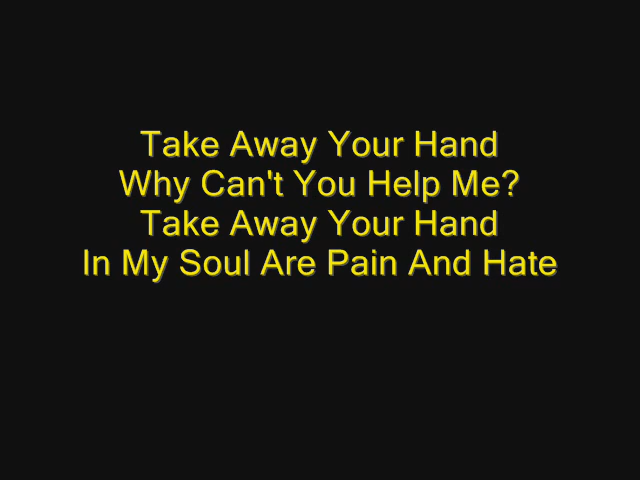 Take Away Your Hand
Why Can't You Help Me?
Take Away Your Hand
In My Soul Are Pain And Hate